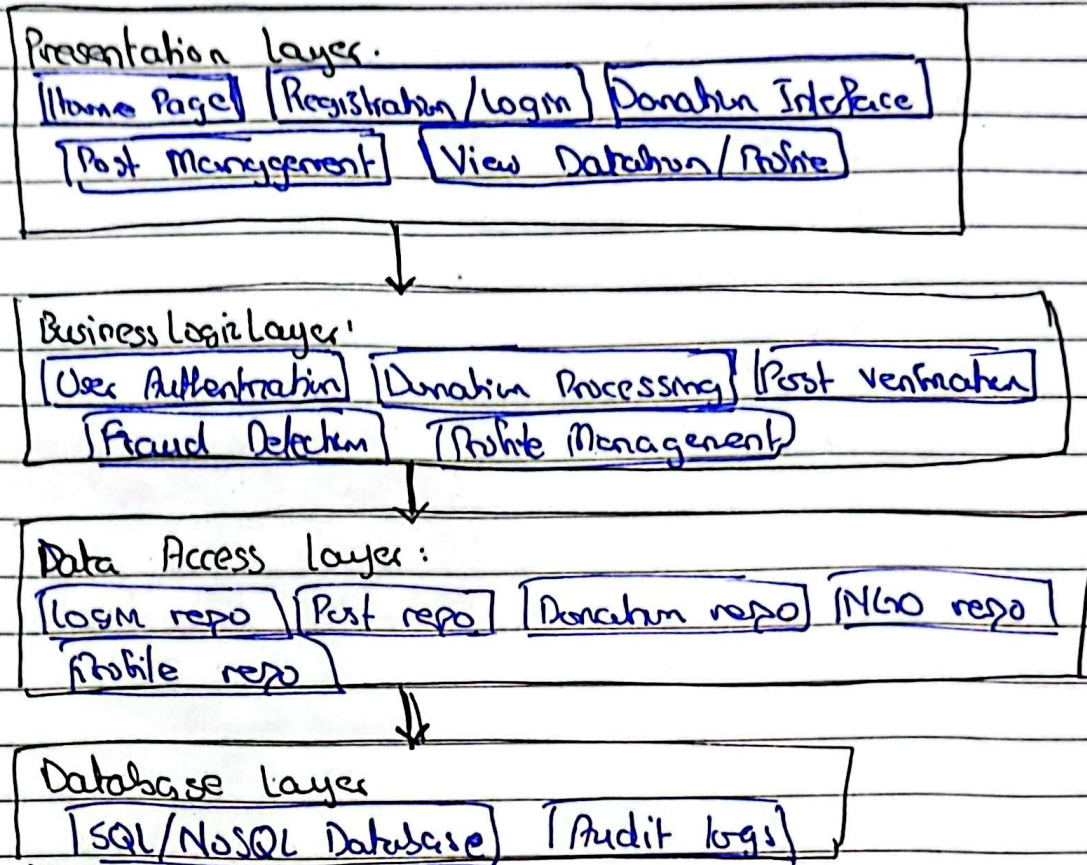 Presentation Layer.
Home Page Registration/Login Donation Interface
Post Management View Datation/Profile
Business Logic Layer:
User Authentication Donation Processing Post Verification
Fraud Detection Profile Management
Data Access Layer:
Login repo Post repo Donation repo NGO repo
Profile repo
Database Layer
SQL/NoSQL Database Audit logs